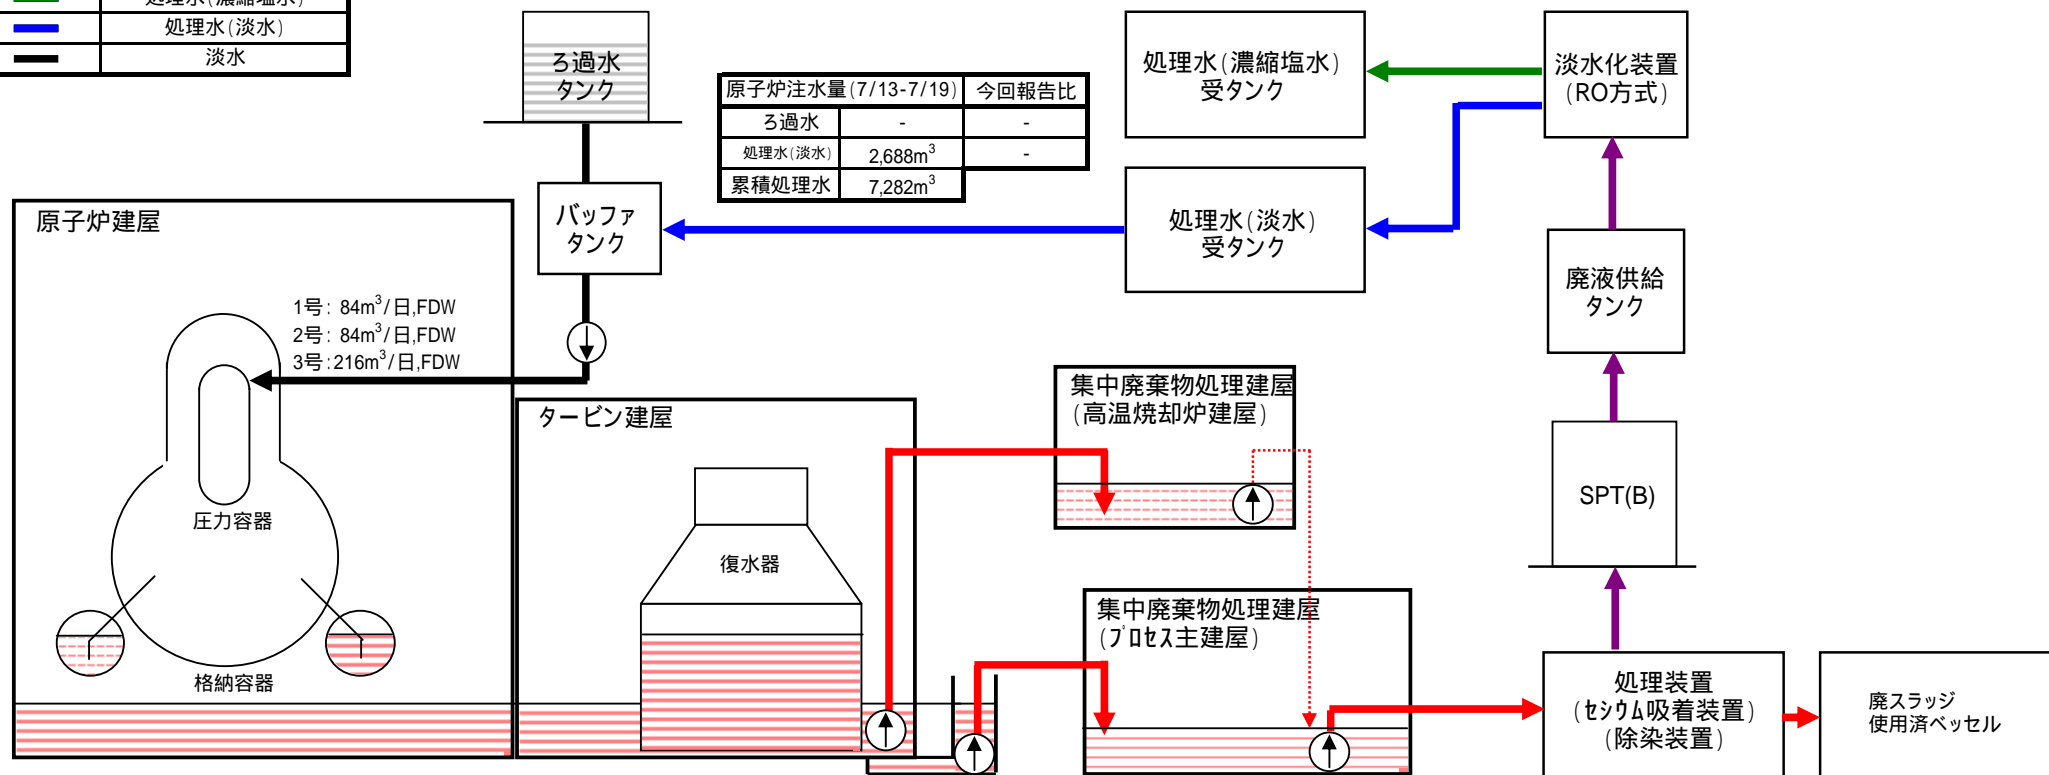 処理水(濃縮塩水)
処理水(淡水)
淡水
ろ過水
タンク
原子炉注水量(7/13-7/19) 今回報告比
ろ過水 - -
処理水(淡水) 2,688m³ -
累積処理水 7,282m³
処理水(濃縮塩水)
受タンク
淡水化装置
(RO方式)
原子炉建屋
バッファ
タンク
処理水(淡水)
受タンク
廃液供給
タンク
1号: 84m³/日,FDW
2号: 84m³/日,FDW
3号:216m³/日,FDW
タービン建屋
集中廃棄物処理建屋
(高温焼却炉建屋)
圧力容器
復水器
SPT(B)
集中廃棄物処理建屋
(プロセス主建屋)
格納容器
処理装置
(セシウム吸着装置)
(除染装置)
廃スラッジ
使用済ベッセル